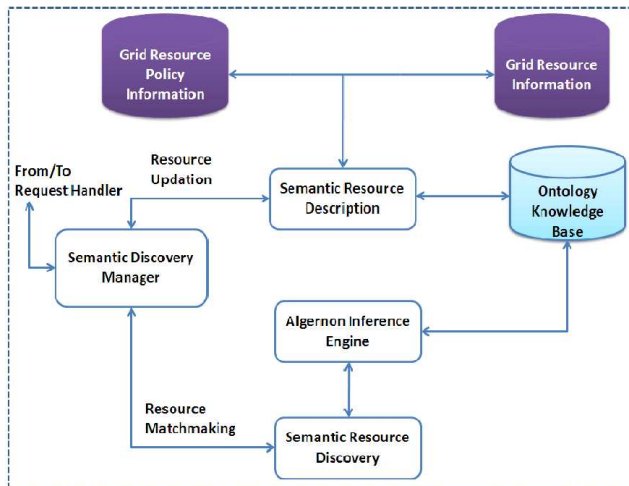 Grid Resource
Policy
Information
Grid Resource
Information
Resource
Updation
From/To
Request Handler
Semantic Resource
Description
Ontology
Knowledge
Base
Semantic Discovery
Manager
Algernon Inference
Engine
Resource
Matchmaking
Semantic Resource
Discovery